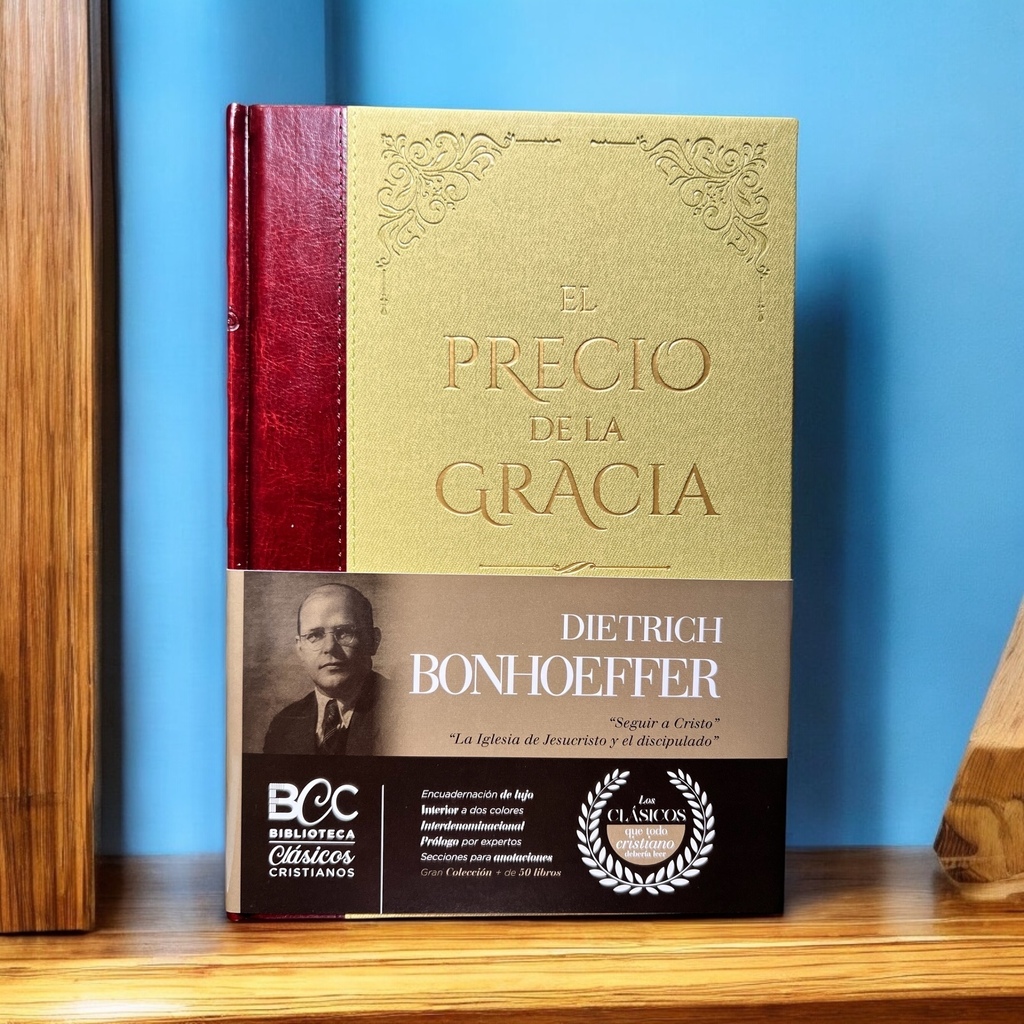 EL
PRECIO
DE LA
GRACIA
DIETRICH
BONHOEFFER
“Seguir a Cristo”
“La Iglesia de Jesucristo y el discipulado”
BCC
BIBLIOTECA
Clásicos
CRISTIANOS
Encuadernación de lujo
Interior a dos colores
Interdenominacional
Prólogo por expertos
Secciones para anotaciones
Gran Colección + de 50 libros
Los
CLÁSICOS
que todo
cristiano
debería leer